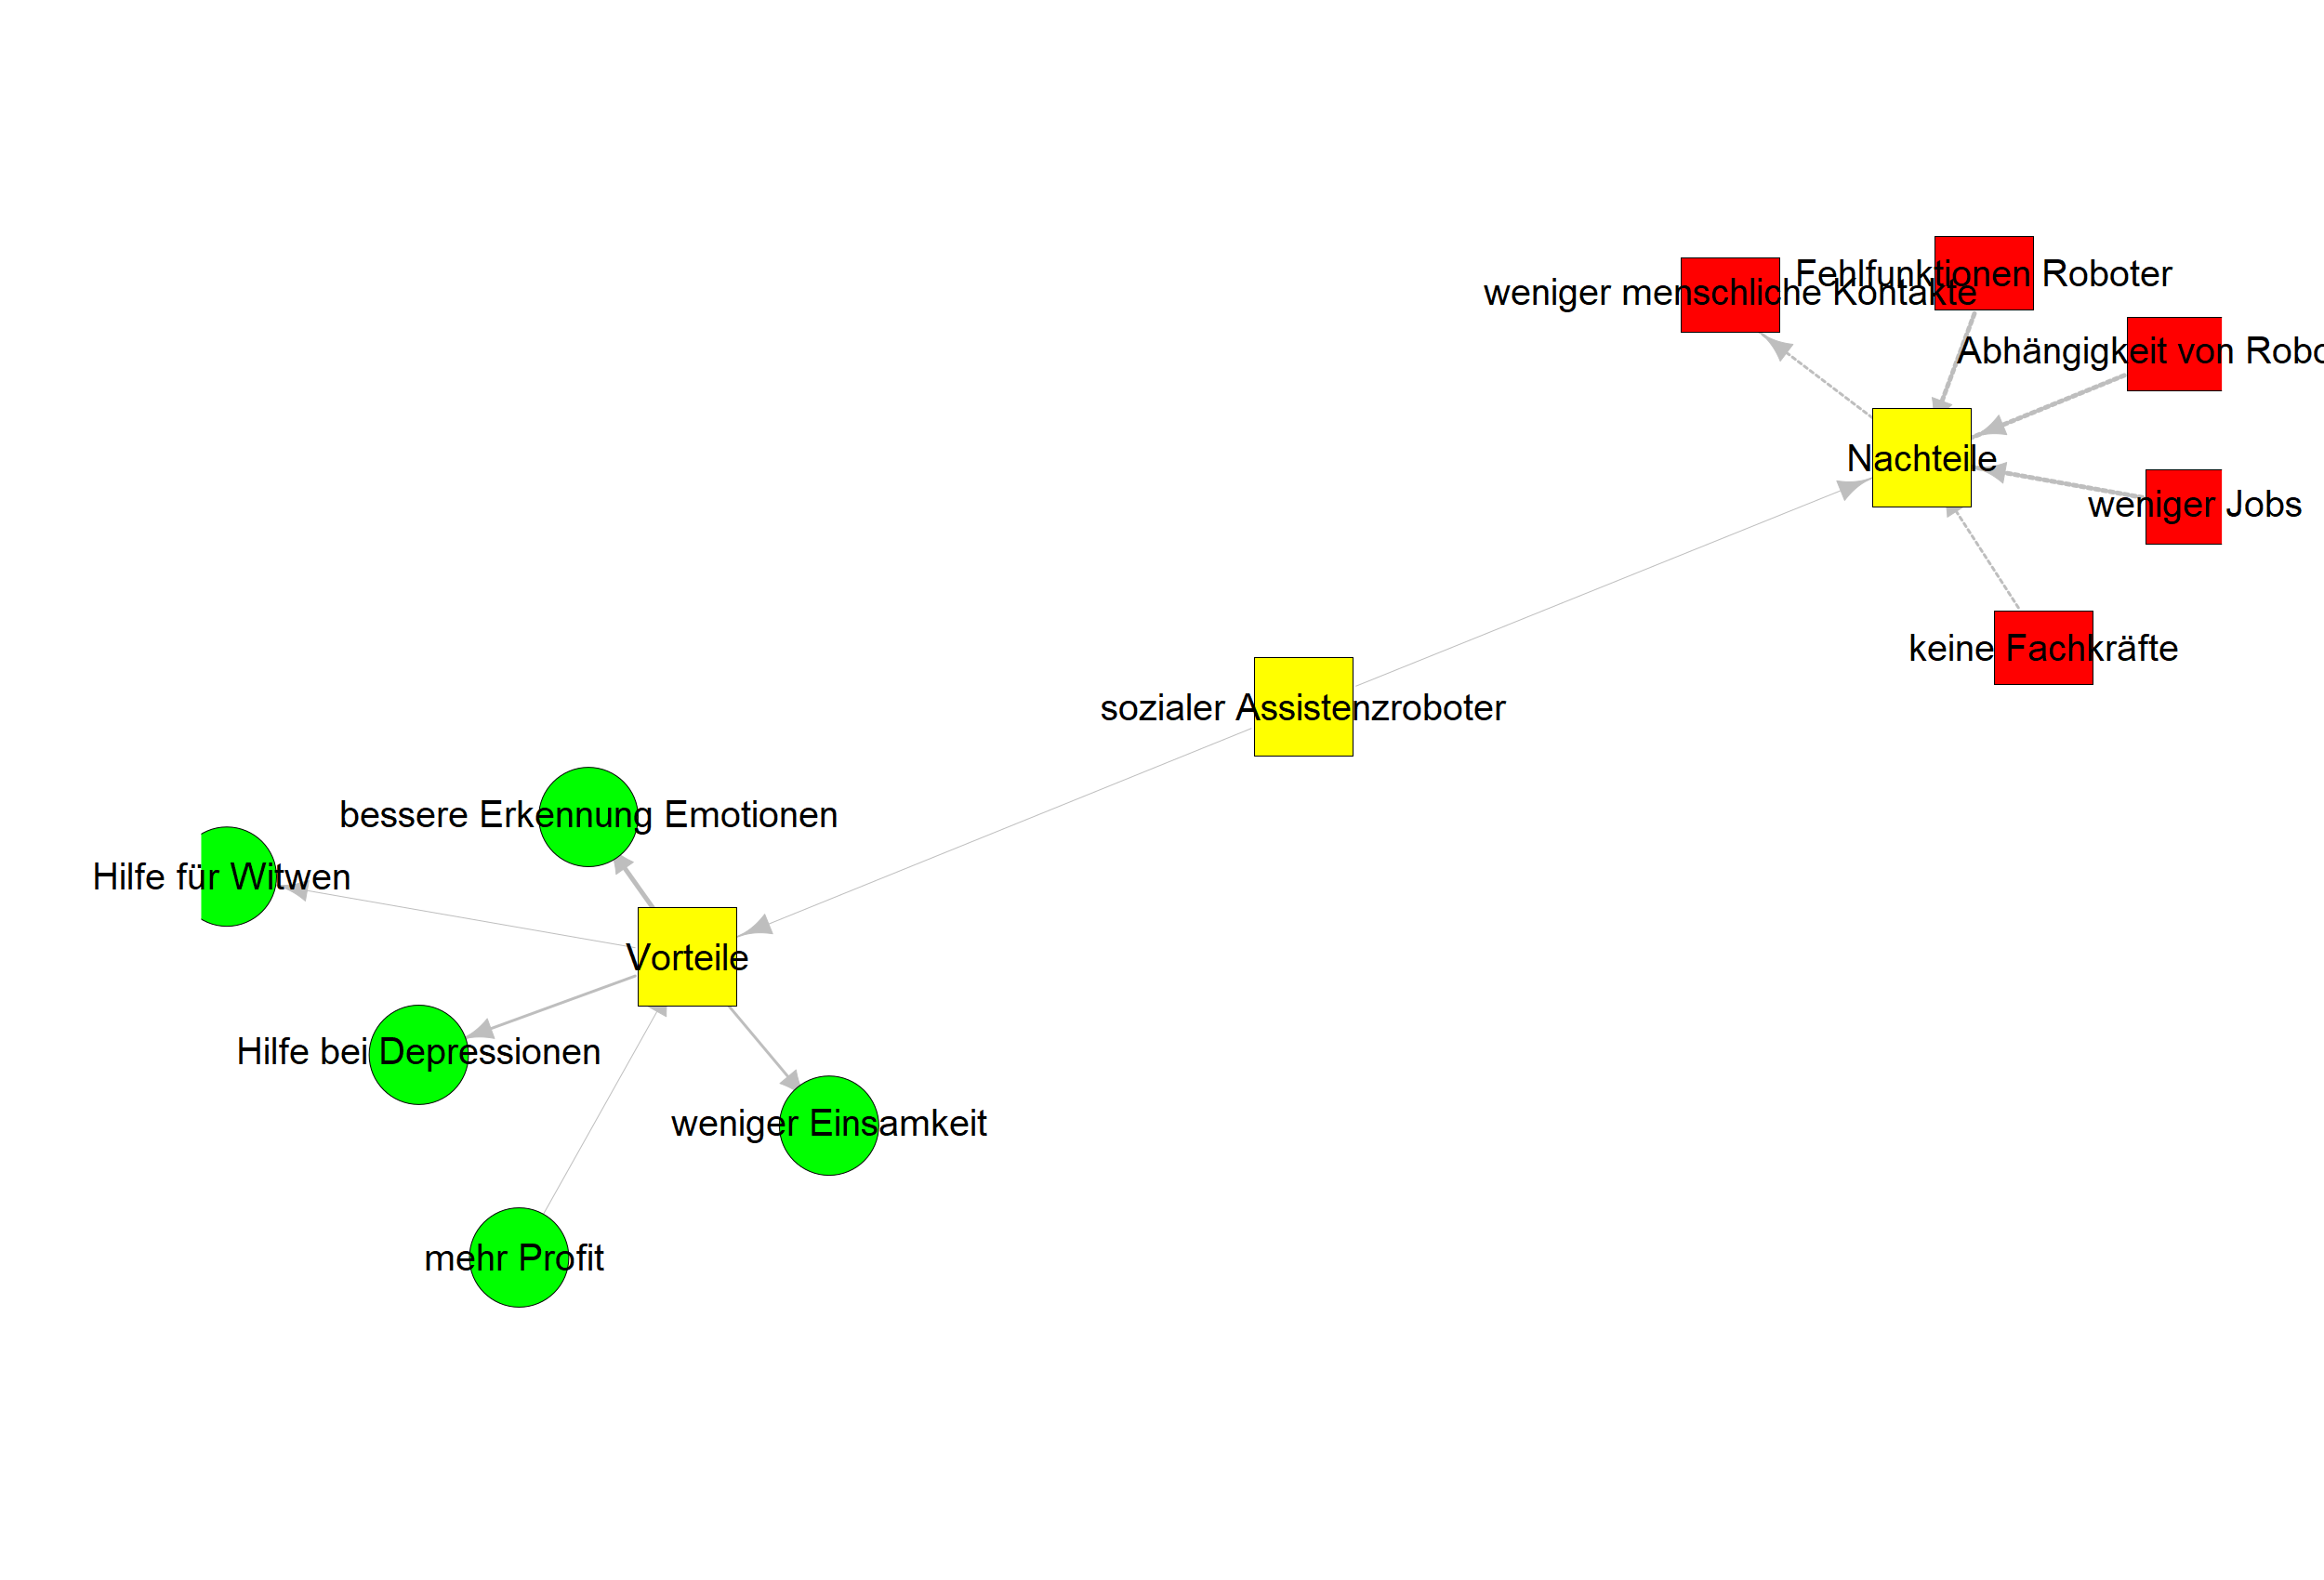 Fehlfunktionen Roboter
weniger menschliche Kontakte
Abhängigkeit von Robo
Nachteile
weniger Jobs
keine Fachkräfte
sozialer Assistenzroboter
bessere Erkennung Emotionen
Hilfe für Witwen
Vorteile
Hilfe bei Depressionen
weniger Einsamkeit
mehr Profit